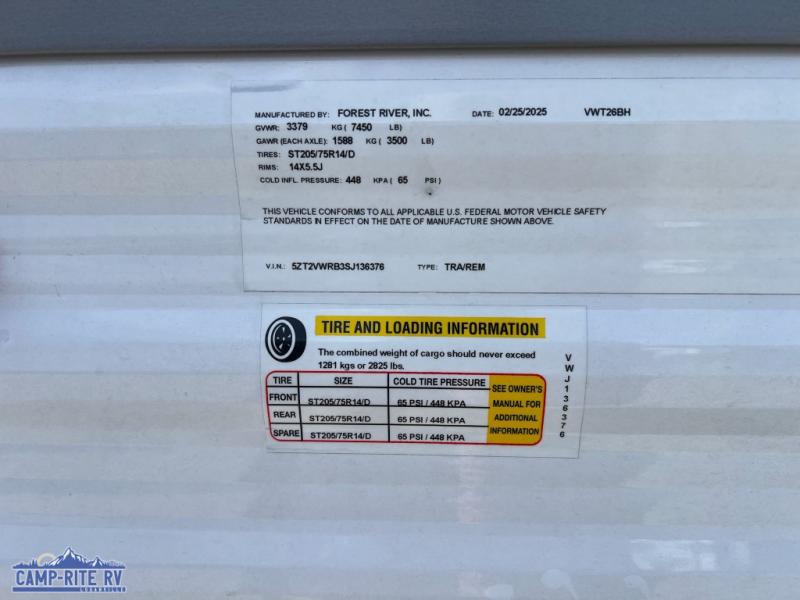 MANUFACTURED BY: FOREST RIVER, INC. DATE: 02/25/2025 VWT26BH
GVWR: 3379 KG ( 7450 LB)
GAWR (EACH AXLE): 1588 KG ( 3500 LB)
TIRES: ST205/75R14/D
RIMS: 14X5.5J
COLD INFL. PRESSURE: 448 KPA ( 65 PSI )
THIS VEHICLE CONFORMS TO ALL APPLICABLE U.S. FEDERAL MOTOR VEHICLE SAFETY
STANDARDS IN EFFECT ON THE DATE OF MANUFACTURE SHOWN ABOVE.
V.I.N.: 5ZT2VWRB3SJ136376 TYPE: TRA/REM
TIRE AND LOADING INFORMATION
The combined weight of cargo should never exceed
1281 kgs or 2825 lbs.
TIRE SIZE COLD TIRE PRESSURE
FRONT ST205/75R14/D 65 PSI / 448 KPA
REAR ST205/75R14/D 65 PSI / 448 KPA
SPARE ST205/75R14/D 65 PSI / 448 KPA
SEE OWNER'S
MANUAL FOR
ADDITIONAL
INFORMATION
VWJ136376
CAMP-RITE RV
LOGANVILLE